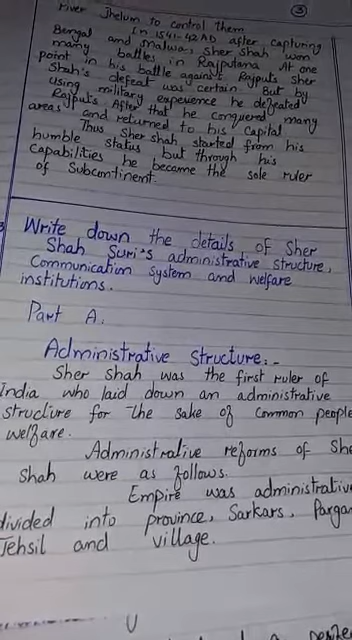 3
river Jhelum to control them
In 1541-42 AD after capturing
Bengal and malwa, Sher Shah won
many battles in Rajputana. At one
point in his battle against Rajputs Sher
Shah's defeat was certain. But by
using military experience he defeated
Rajputs. After that he conquered many
areas and returned to his Capital
Thus Sher shah started from his
humble status but through his
Capabilities he became the sole ruler
of Subcontinent.
Write down the details of Sher
Shah Suri's administrative structure,
Communication system and welfare
institutions.
Part A.
Administrative Structure:-
Sher Shah was the first ruler of
India who laid down an administrative
structure for the sake of common people
welfare.
Administrative reforms of She
Shah were as follows.
Empire was administrative
divided into province, Sarkars, Pargan
Tehsil and village.